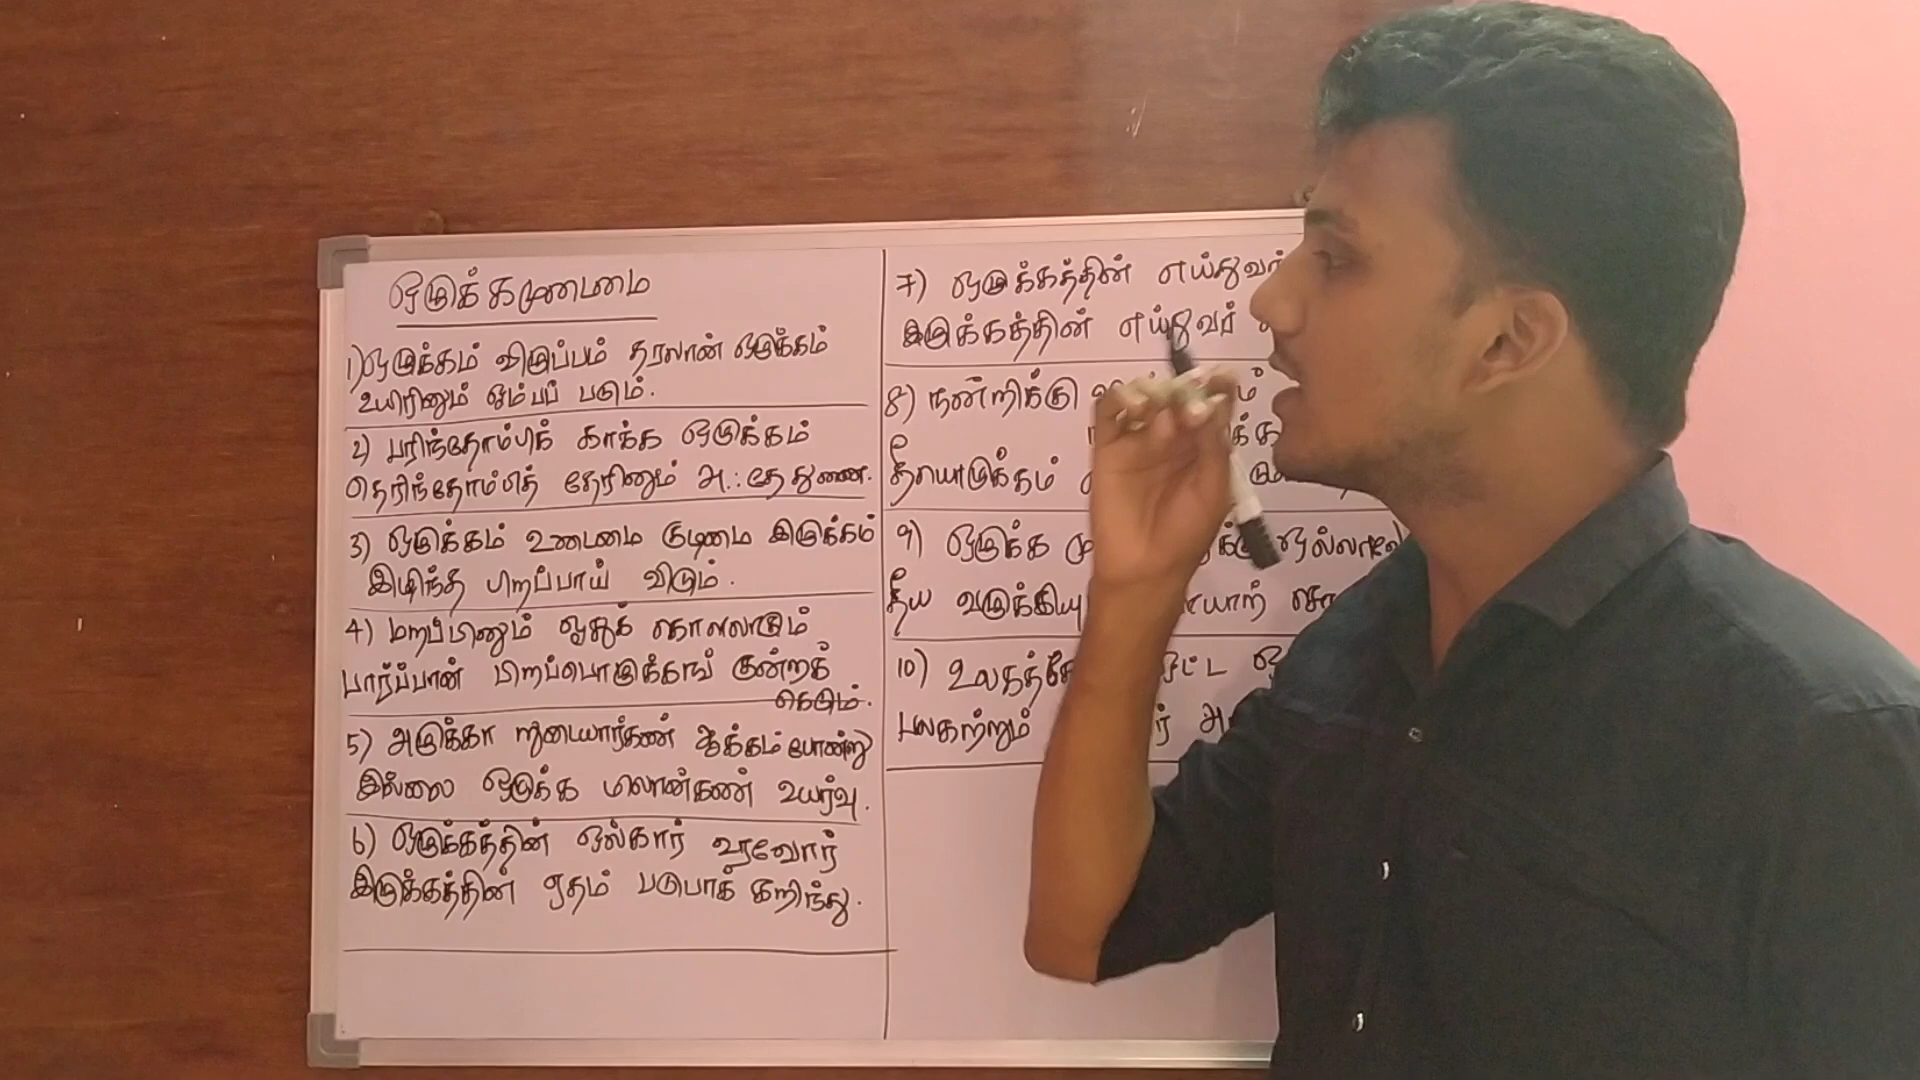 ஒழுக்கமுடைமை
1) ஒழுக்கம் விழுப்பம் தரலான் ஒழுக்கம்
உயிரினும் ஓம்பப் படும்.
2) பரிந்தோம்பிக் காக்க ஒழுக்கம்
தெரிந்தோம்பித் தேரினும் அ.:தே துணை.
3) ஒழுக்கம் உடைமை குடிமை இழுக்கம்
இழிந்த பிறப்பாய் விடும்.
4) மறப்பினும் ஓதுக் கொளலாகும்
பார்ப்பான் பிறப்பொழுக்கங் குன்றக்
கெடும்.
5) அழுக்கா றுடையார்கண் ஆக்கம் போன்று
இல்லை ஒழுக்க மிலான்கண் உயர்வு.
6) ஒழுக்கத்தின் ஒல்கார் உரவோர்
இழுக்கத்தின் ஏதம் படுபாக் கறிந்து.
7) ஒழுக்கத்தின் எய்துவர்
இழுக்கத்தின் எய்துவர்
8) நன்றிக்கு
தீயொழுக்கம்
9) ஒழுக்க
தீய வழுக்கியு
10) உலகத்தோ
பலகற்றும்